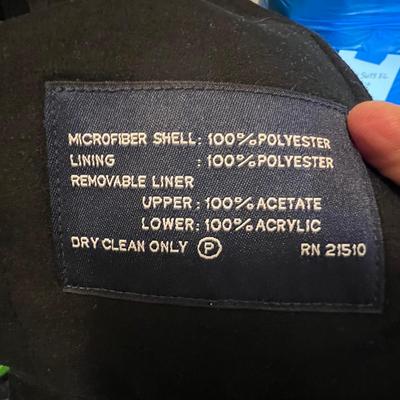 MICROFIBER SHELL: 100% POLYESTER
LINING : 100% POLYESTER
REMOVABLE LINER
UPPER: 100% ACETATE
LOWER: 100% ACRYLIC
DRY CLEAN ONLY Ⓟ RN 21510